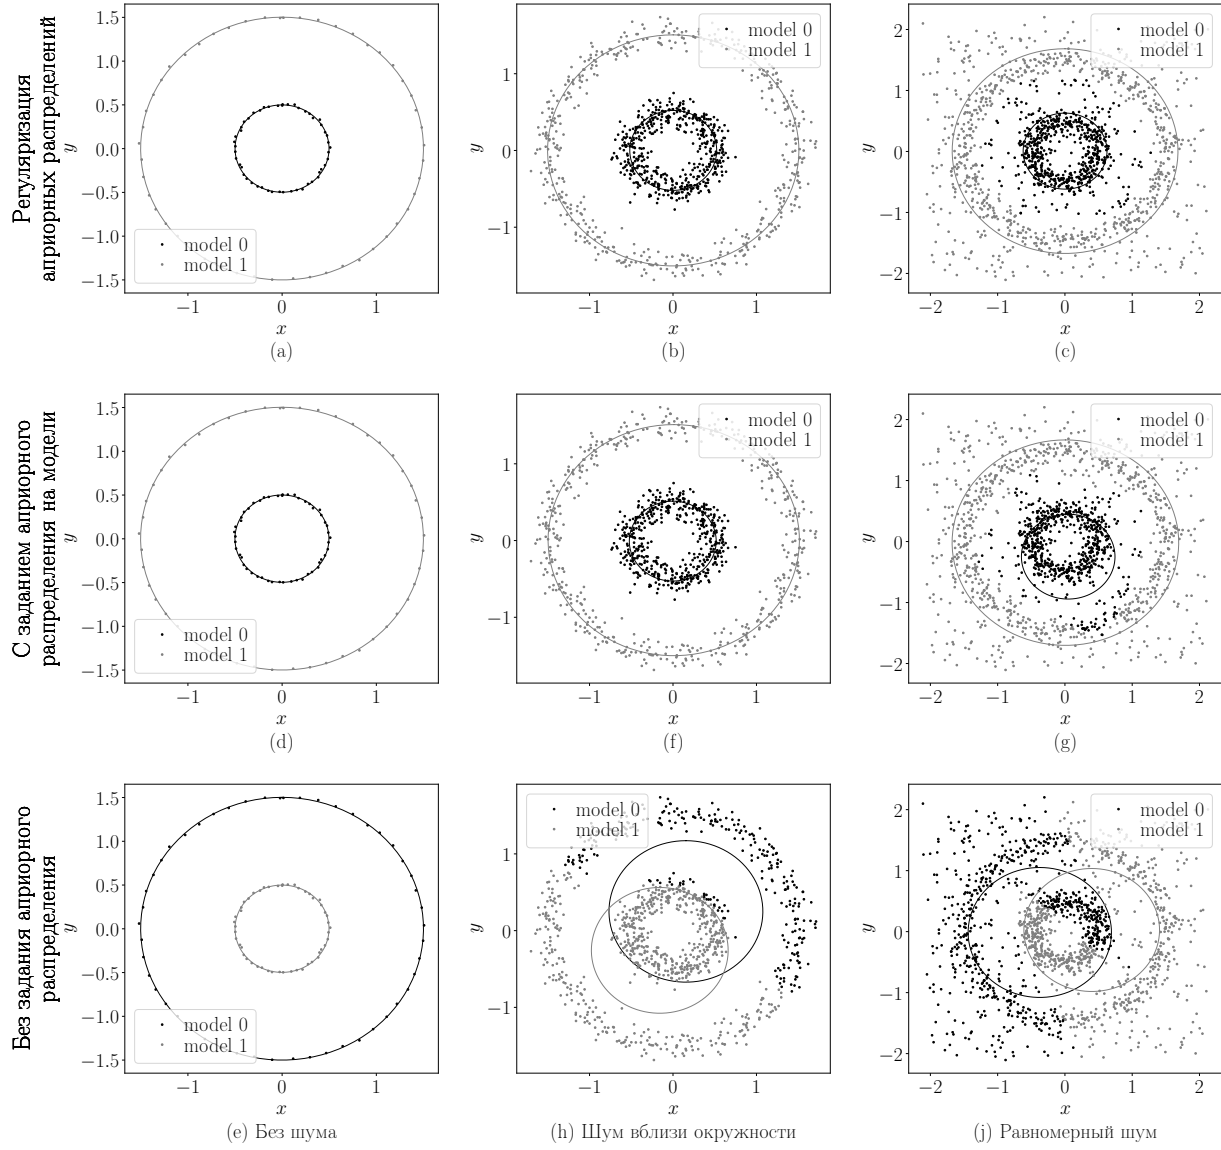 Регуляризация
априорных распределений
1.5
1.0
0.5
0.0
−0.5
−1.0
−1.5
y
model 0
model 1
−1 0 1
x
(a)
1
0
−1
y
model 0
model 1
−1 0 1
x
(b)
2
1
0
−1
−2
y
model 0
model 1
−2 −1 0 1 2
x
(c)
С заданием априорного
распределения на модели
1.5
1.0
0.5
0.0
−0.5
−1.0
−1.5
y
model 0
model 1
−1 0 1
x
(d)
1
0
−1
y
model 0
model 1
−1 0 1
x
(f)
2
1
0
−1
−2
y
model 0
model 1
−2 −1 0 1 2
x
(g)
Без задания априорного
распределения
1.5
1.0
0.5
0.0
−0.5
−1.0
−1.5
y
model 0
model 1
−1 0 1
x
(e) Без шума
1
0
−1
y
model 0
model 1
−1 0 1
x
(h) Шум вблизи окружности
2
1
0
−1
−2
y
model 0
model 1
−2 −1 0 1 2
x
(j) Равномерный шум